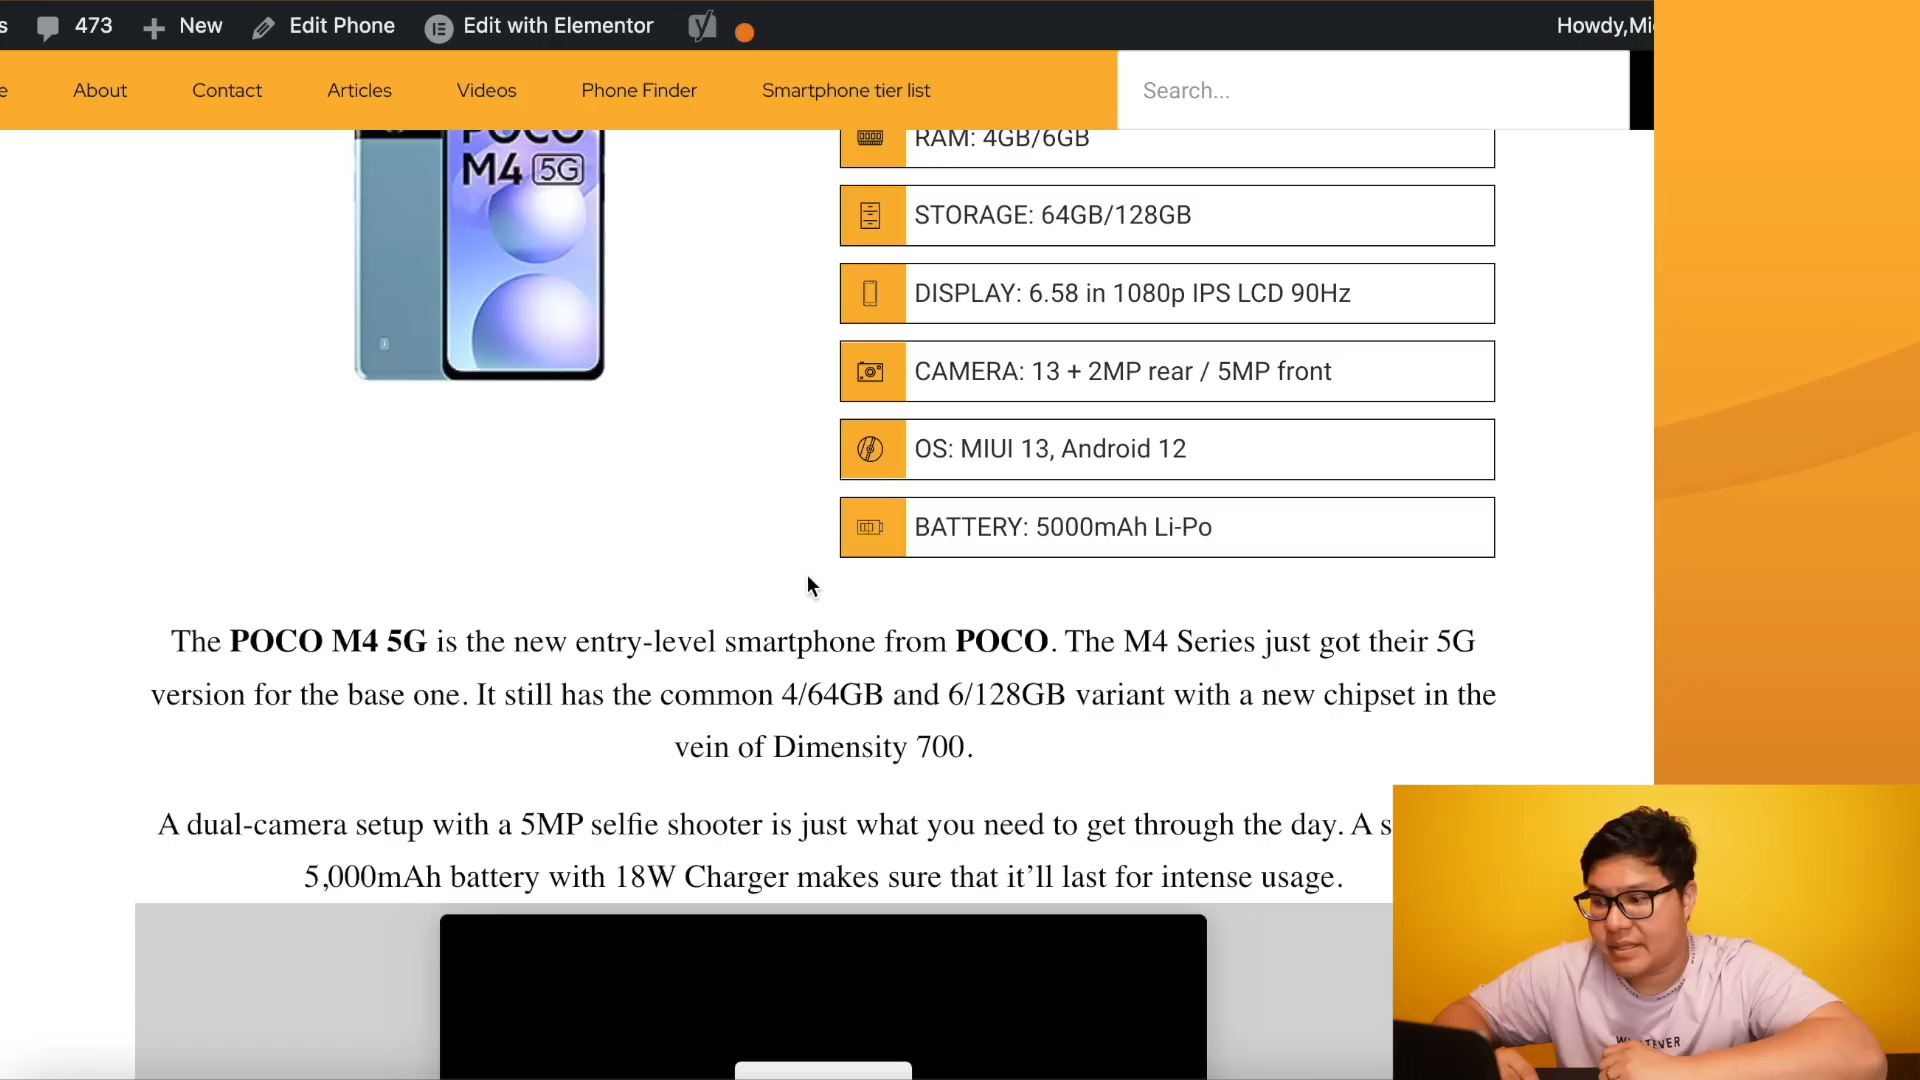 s 473 New Edit Phone Edit with Elementor Howdy,Mi
e About Contact Articles Videos Phone Finder Smartphone tier list Search...
POCO
M4 5G
RAM: 4GB/6GB
STORAGE: 64GB/128GB
DISPLAY: 6.58 in 1080p IPS LCD 90Hz
CAMERA: 13 + 2MP rear / 5MP front
OS: MIUI 13, Android 12
BATTERY: 5000mAh Li-Po
The POCO M4 5G is the new entry-level smartphone from POCO. The M4 Series just got their 5G
version for the base one. It still has the common 4/64GB and 6/128GB variant with a new chipset in the
vein of Dimensity 700.
A dual-camera setup with a 5MP selfie shooter is just what you need to get through the day. A s
5,000mAh battery with 18W Charger makes sure that it'll last for intense usage.
WHATEVER